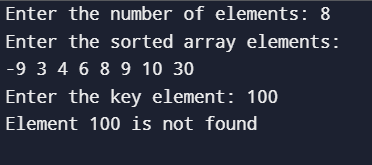 Enter the number of elements: 8
Enter the sorted array elements:
-9 3 4 6 8 9 10 30
Enter the key element: 100
Element 100 is not found